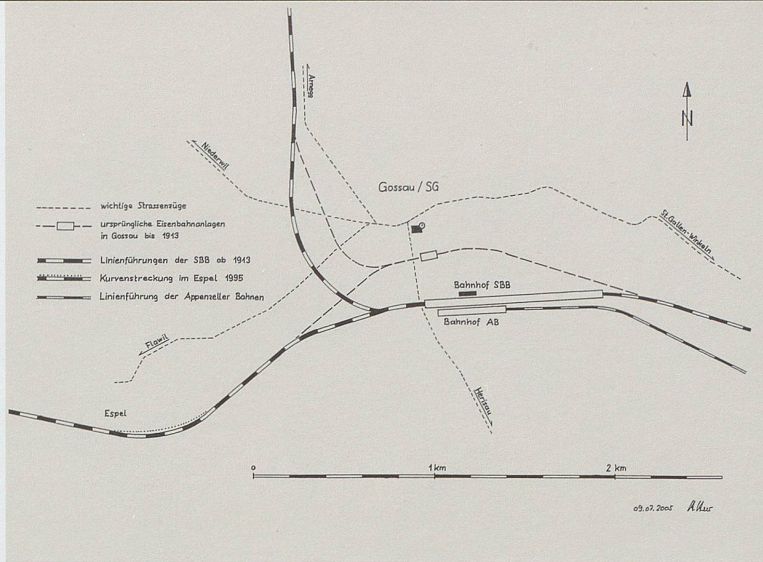 Arnegg
N
Niederwil
Gossau / SG
wichtige Strassenzüge
St.Gallen-Winkeln
ursprüngliche Eisenbahnanlagen
in Gossau bis 1913
Linienführungen der SBB ab 1913
Kurvenstreckung im Espel 1995
Bahnhof SBB
Linienführung der Appenzeller Bahnen
Bahnhof AB
Flawil
Herisau
Espel
0 1 km 2 km
09.07.2005